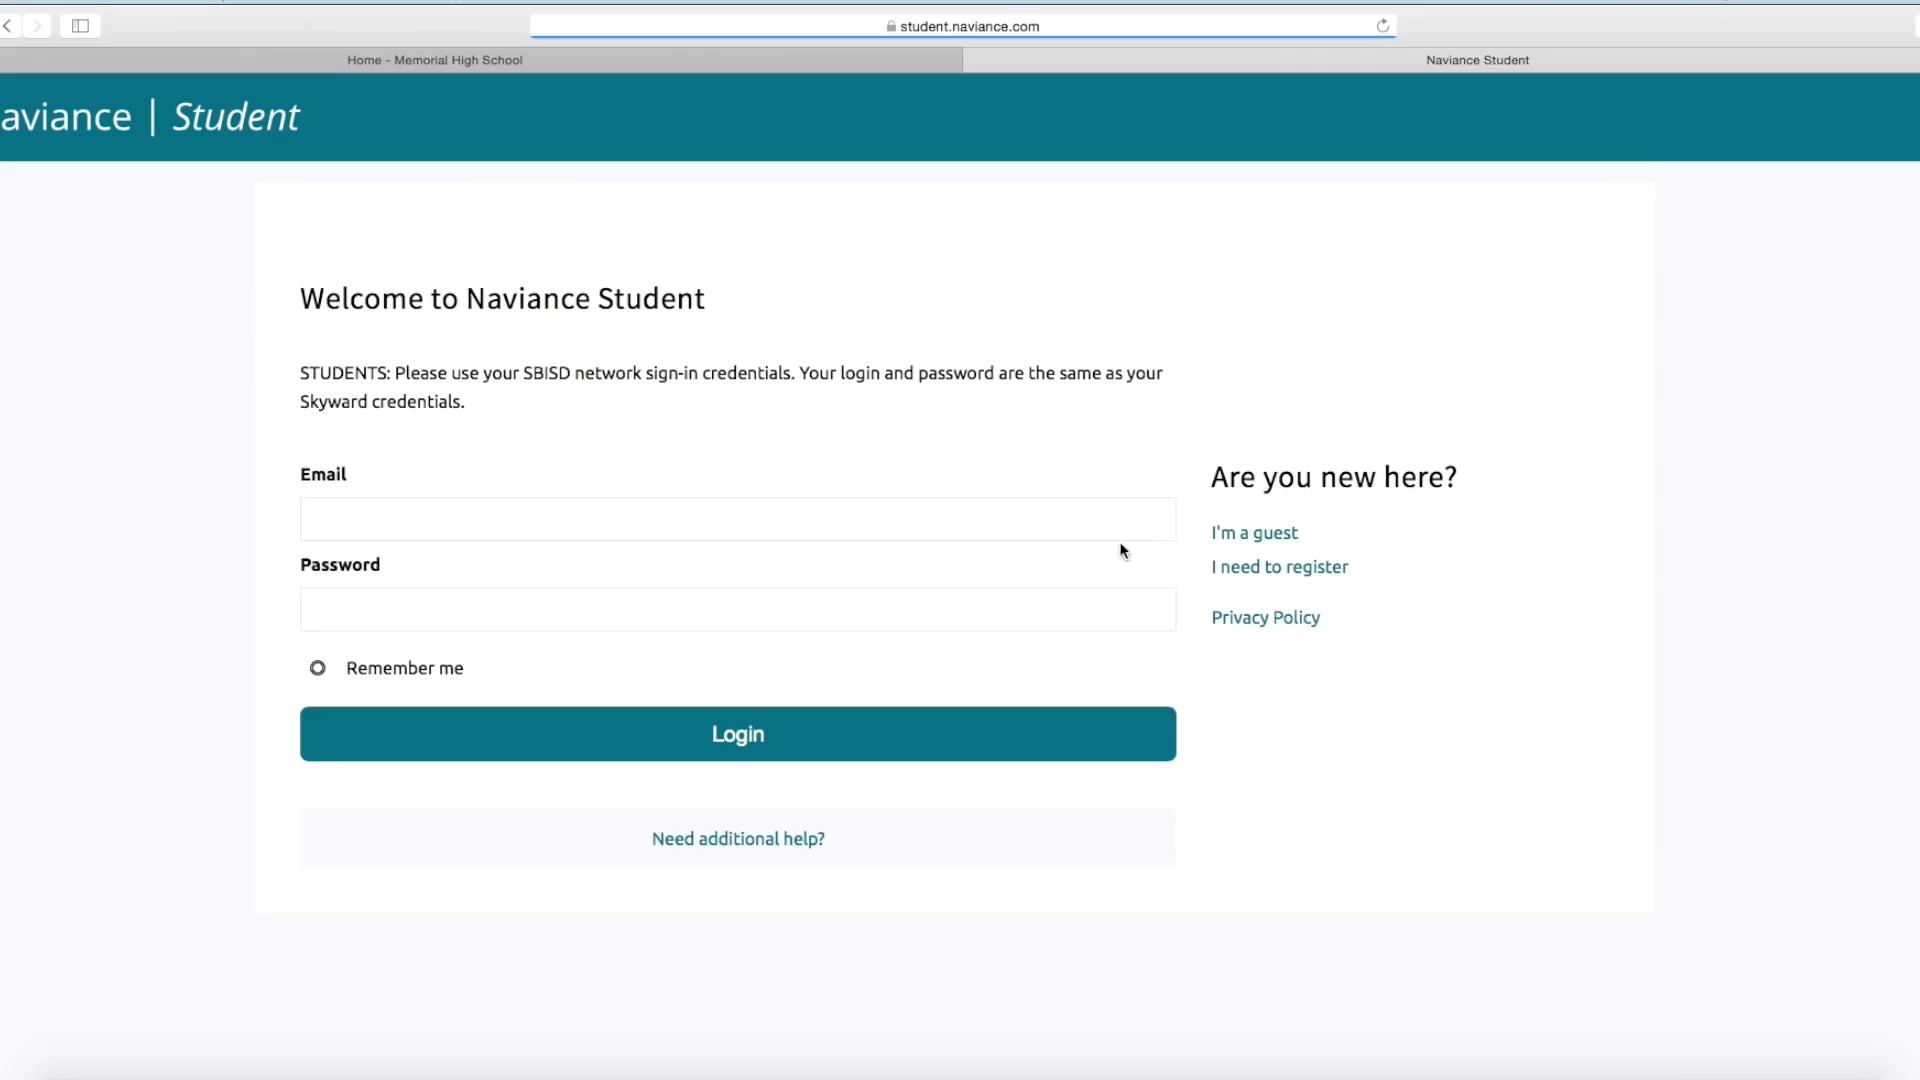 student.naviance.com
Home - Memorial High School
Naviance Student
aviance | Student
Welcome to Naviance Student
STUDENTS: Please use your SBISD network sign-in credentials. Your login and password are the same as your
Skyward credentials.
Email
Password
Remember me
Login
Need additional help?
Are you new here?
I'm a guest
I need to register
Privacy Policy